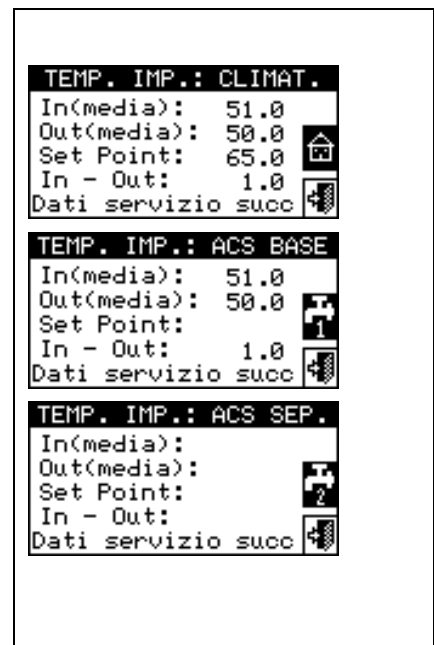 TEMP. IMP.: CLIMAT.
In(media): 51.0
Out(media): 50.0
Set Point: 65.0
In - Out: 1.0
Dati servizio succ
TEMP. IMP.: ACS BASE
In(media): 51.0
Out(media): 50.0
Set Point:
1
In - Out: 1.0
Dati servizio succ
TEMP. IMP.: ACS SEP.
In(media):
Out(media):
Set Point:
2
In - Out:
Dati servizio succ